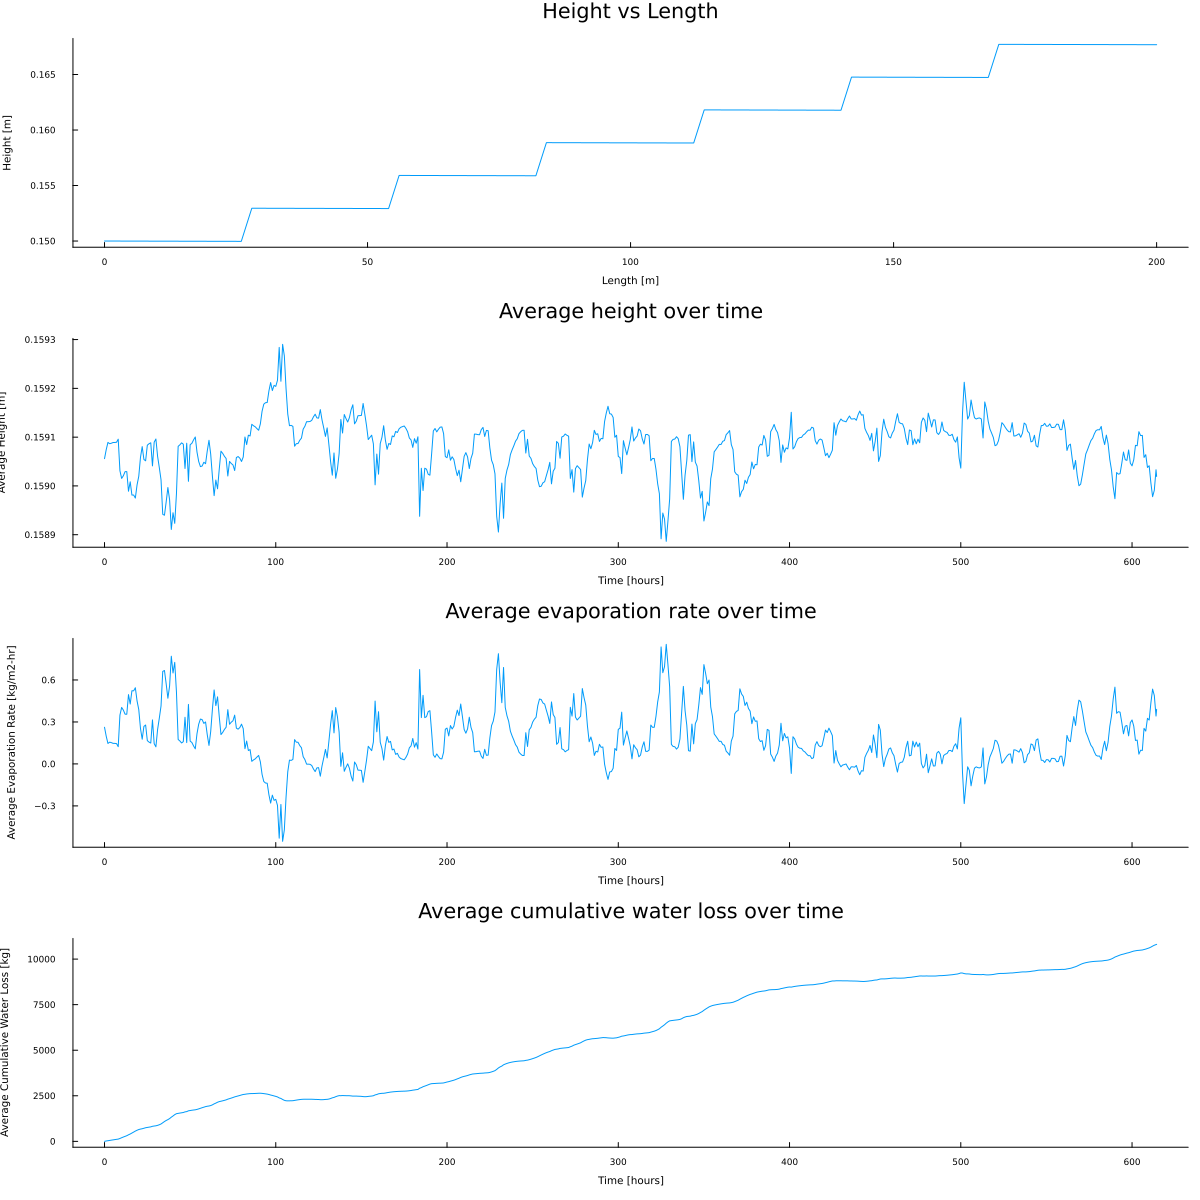 Height vs Length
Height [m]
0.165
0.160
0.155
0.150
0 50 100 150 200
Length [m]
Average height over time
Average Height [m]
0.1593
0.1592
0.1591
0.1590
0.1589
0 100 200 300 400 500 600
Time [hours]
Average evaporation rate over time
Average Evaporation Rate [kg/m2-hr]
0.6
0.3
0.0
−0.3
0 100 200 300 400 500 600
Time [hours]
Average cumulative water loss over time
Average Cumulative Water Loss [kg]
10000
7500
5000
2500
0
0 100 200 300 400 500 600
Time [hours]